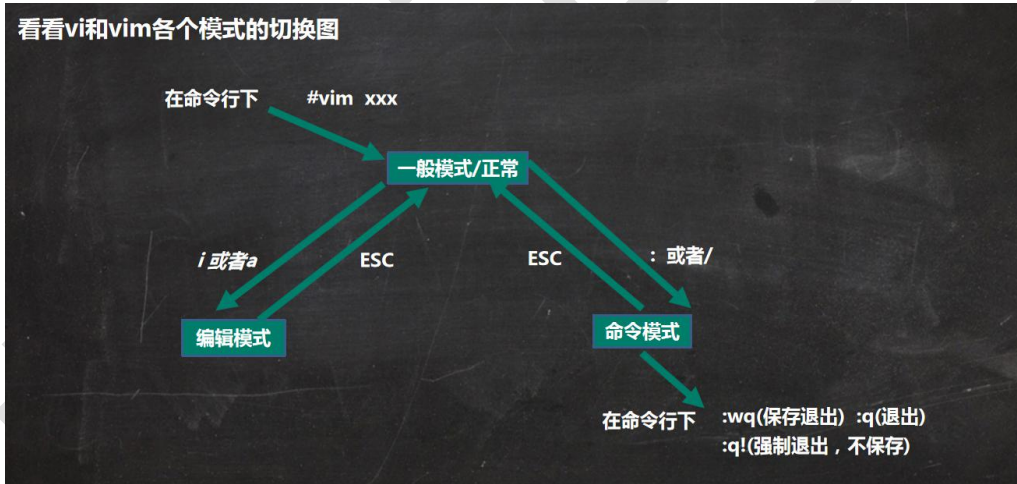 看看vi和vim各个模式的切换图
在命令行下 #vim xxx
一般模式/正常
i 或者a ESC ESC : 或者/
编辑模式 命令模式
在命令行下 :wq(保存退出) :q(退出)
:q!(强制退出，不保存)